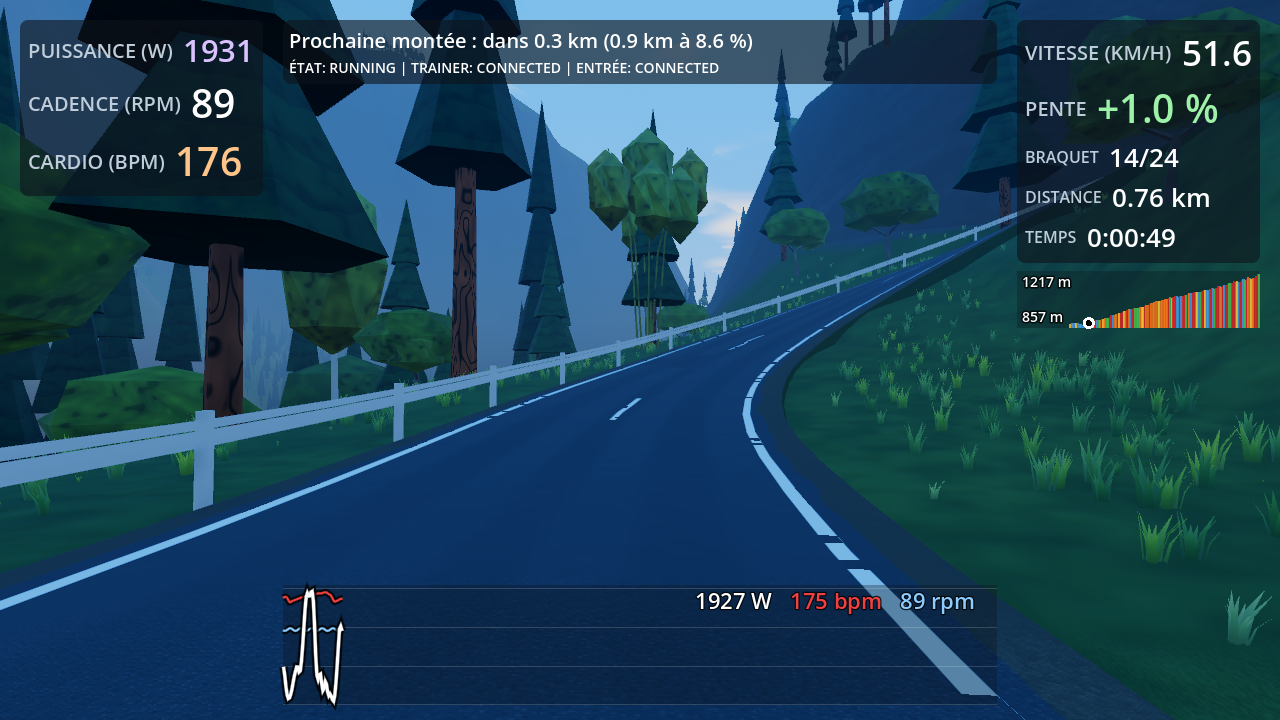 PUISSANCE (W) 1931
CADENCE (RPM) 89
CARDIO (BPM) 176
Prochaine montée : dans 0.3 km (0.9 km à 8.6 %)
ÉTAT: RUNNING | TRAINER: CONNECTED | ENTRÉE: CONNECTED
VITESSE (KM/H) 51.6
PENTE +1.0 %
BRAQUET 14/24
DISTANCE 0.76 km
TEMPS 0:00:49
1217 m
857 m
1927 W 175 bpm 89 rpm